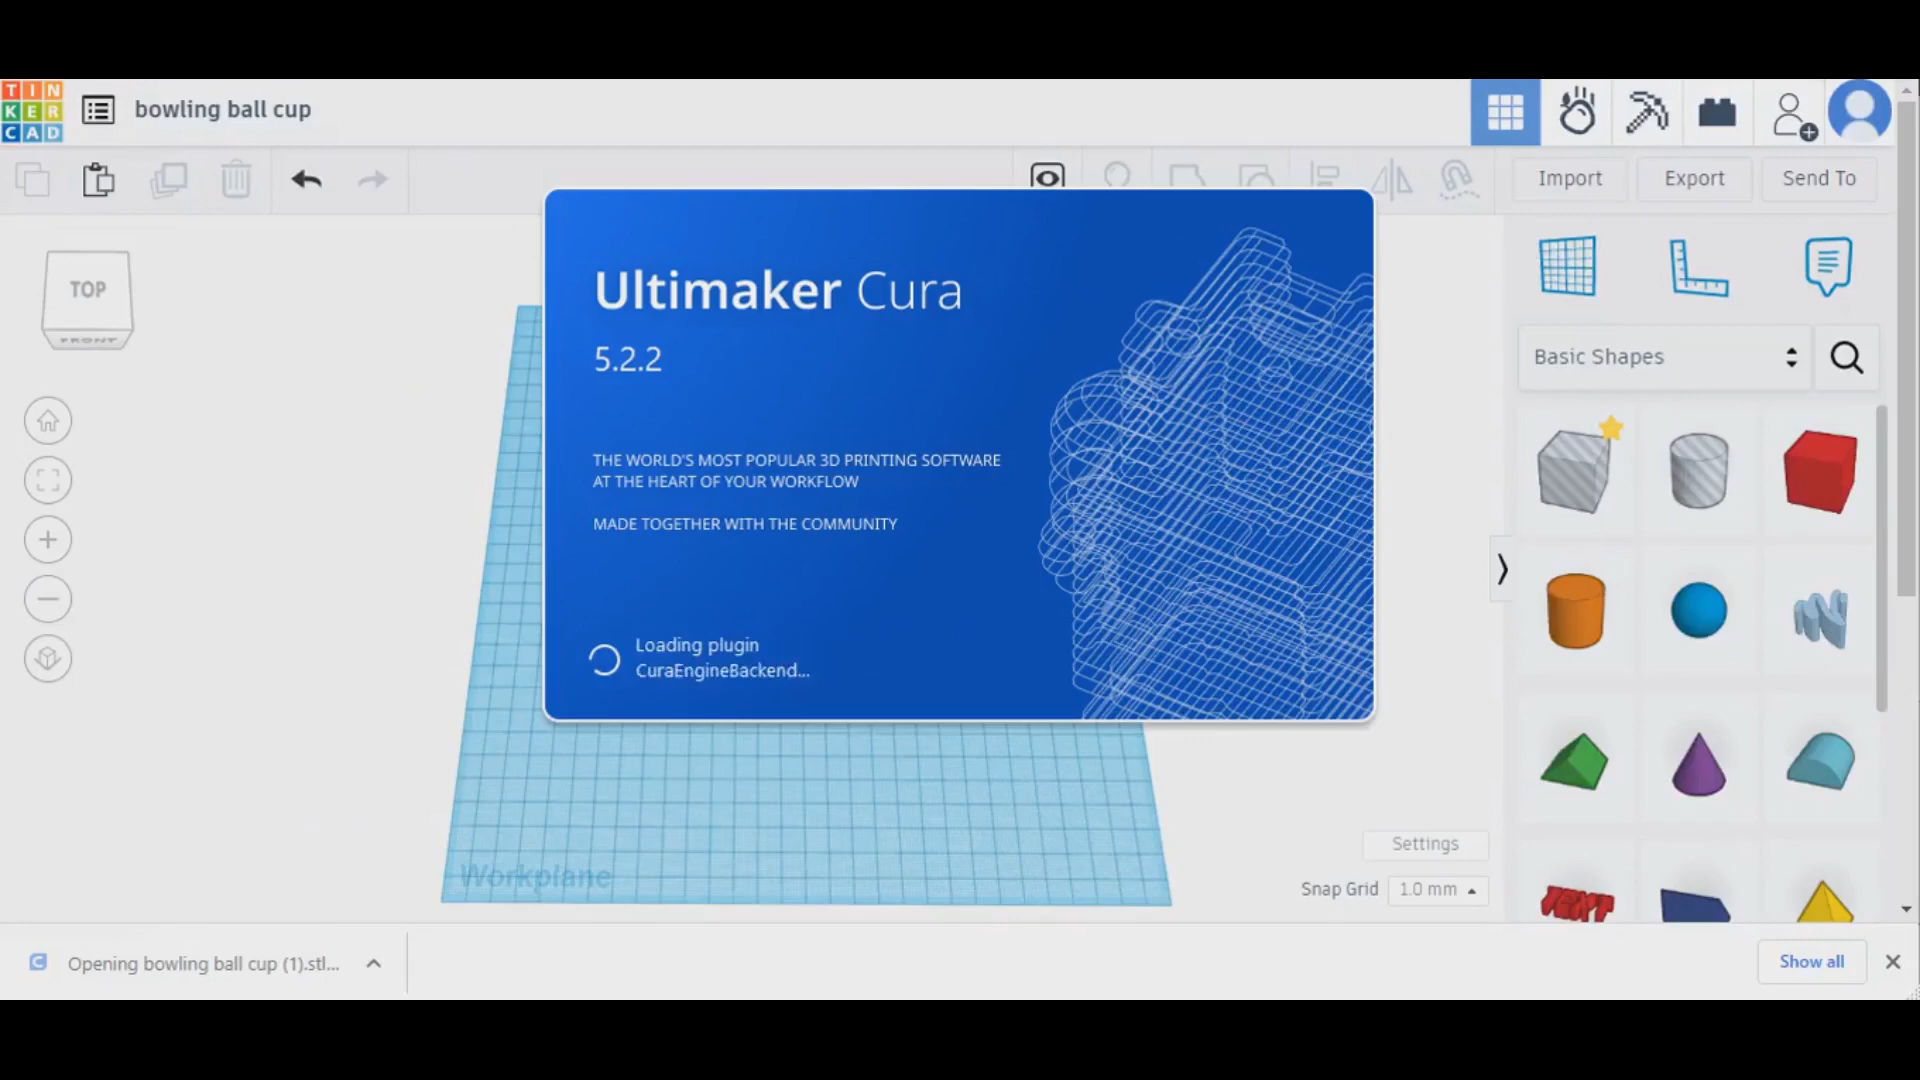 TIN
KER
CAD
bowling ball cup
Import
Export
Send To
TOP
FRONT
Ultimaker Cura
5.2.2
THE WORLD'S MOST POPULAR 3D PRINTING SOFTWARE
AT THE HEART OF YOUR WORKFLOW
MADE TOGETHER WITH THE COMMUNITY
Loading plugin
CuraEngineBackend...
Basic Shapes
TEXT
Workplane
Settings
Snap Grid
1.0 mm
Opening bowling ball cup (1).stl...
Show all